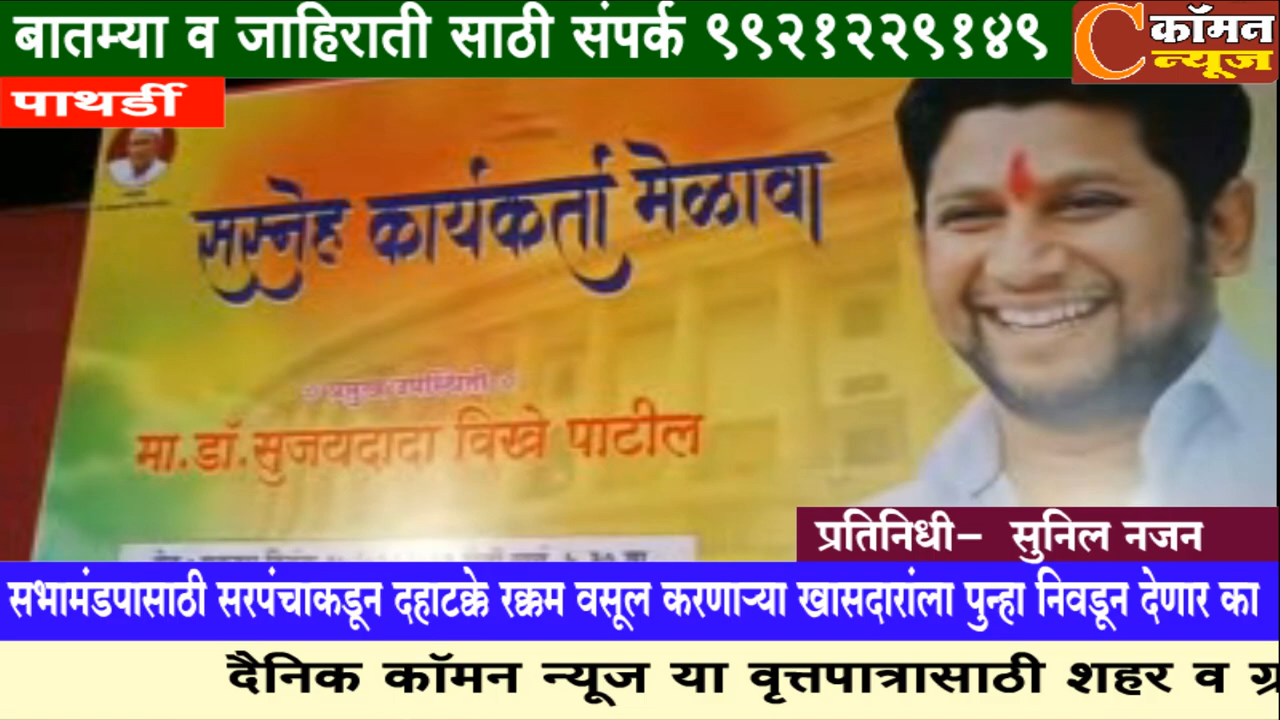 बातम्या व जाहिराती साठी संपर्क ९९२१२२९१४९
कॉमन
न्यूज
पाथर्डी
सस्नेह कार्यकर्ता मेळावा
मा.डॉ.सुजयदादा विखे पाटील
प्रतिनिधी- सुनिल नजन
सभामंडपासाठी सरपंचाकडून दहाटक्के रक्कम वसूल करणाऱ्या खासदारांला पुन्हा निवडून देणार का
दैनिक कॉमन न्यूज या वृत्तपात्रासाठी शहर व